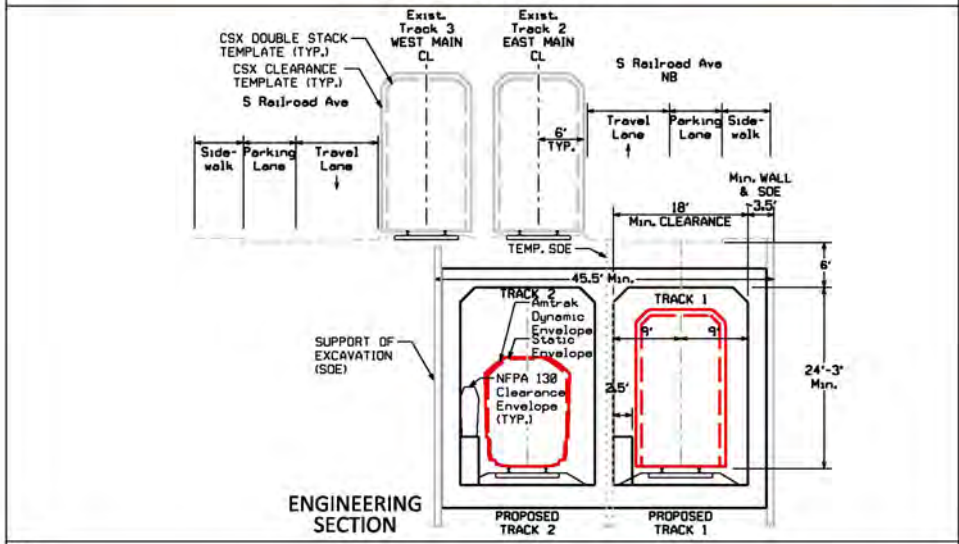 CSX DOUBLE STACK
TEMPLATE (TYP.)
CSX CLEARANCE
TEMPLATE (TYP.)
S Railroad Ave
Exist.
Track 3
WEST MAIN
CL
Exist.
Track 2
EAST MAIN
CL
S Railroad Ave
NB
Side-
walk
Parking
Lane
Travel
Lane
6'
TYP.
Travel
Lane
Parking
Lane
Side-
walk
Min. WALL
& SOE
~3.5'
18'
Min. CLEARANCE
TEMP. SOE
6'
45.5' Min.
TRACK 2
Amtrak
Dynamic
Envelope
Static
Envelope
TRACK 1
9'
9'
SUPPORT OF
EXCAVATION
(SOE)
NFPA 130
Clearance
Envelope
(TYP.)
2.5'
24'-3"
Min.
ENGINEERING
SECTION
PROPOSED
TRACK 2
PROPOSED
TRACK 1